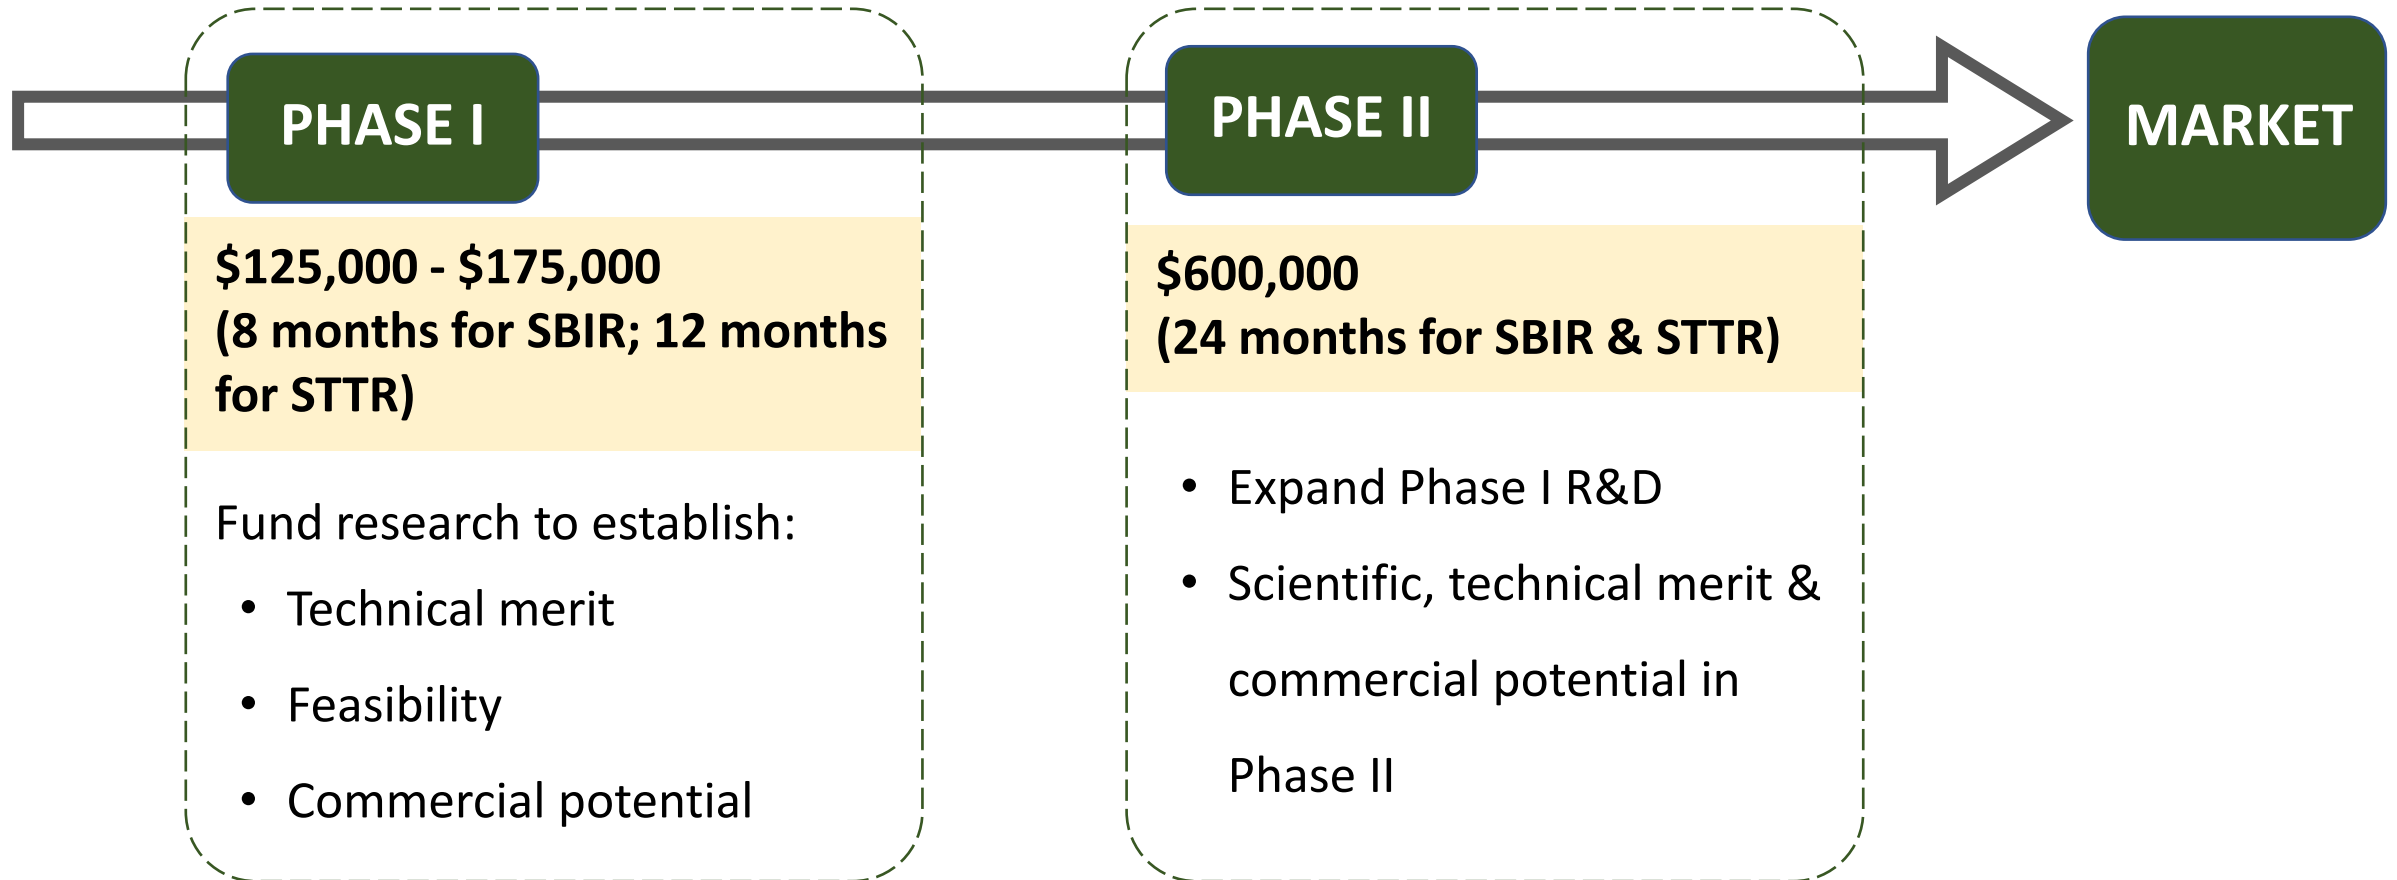 PHASE I
$125,000 - $175,000
(8 months for SBIR; 12 months
for STTR)
Fund research to establish:
• Technical merit
• Feasibility
• Commercial potential
PHASE II
$600,000
(24 months for SBIR & STTR)
• Expand Phase I R&D
• Scientific, technical merit &
commercial potential in
Phase II
MARKET